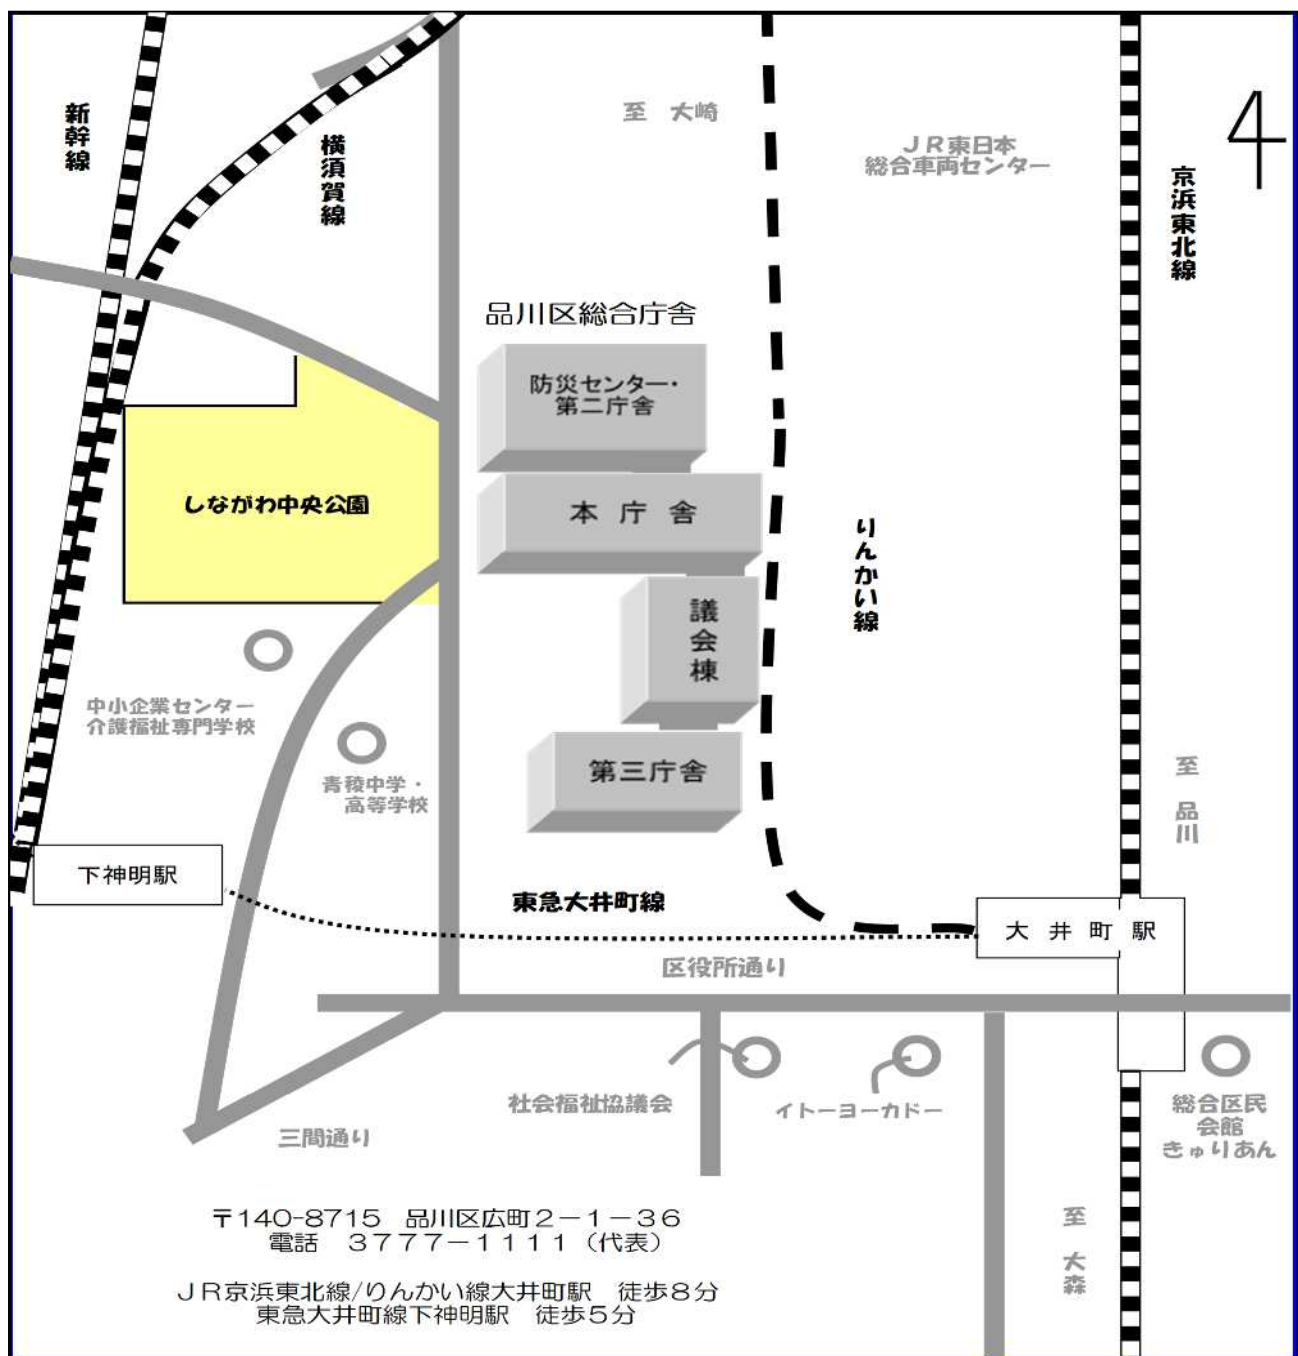 新幹線
横須賀線
至　大崎
ＪＲ東日本
総合車両センター
京浜東北線
品川区総合庁舎
防災センター・
第二庁舎
しながわ中央公園
本 庁 舎
りんかい線
議会棟
中小企業センター
介護福祉専門学校
青稜中学・
高等学校
第三庁舎
至　品川
下神明駅
東急大井町線
大 井 町 駅
区役所通り
社会福祉協議会
イトーヨーカドー
総合区民
会館
きゅりあん
三間通り
〒140-8715　品川区広町２－１－３６
電話　３７７７－１１１１（代表）
至　大森
ＪＲ京浜東北線/りんかい線大井町駅　徒歩８分
東急大井町線下神明駅　徒歩５分